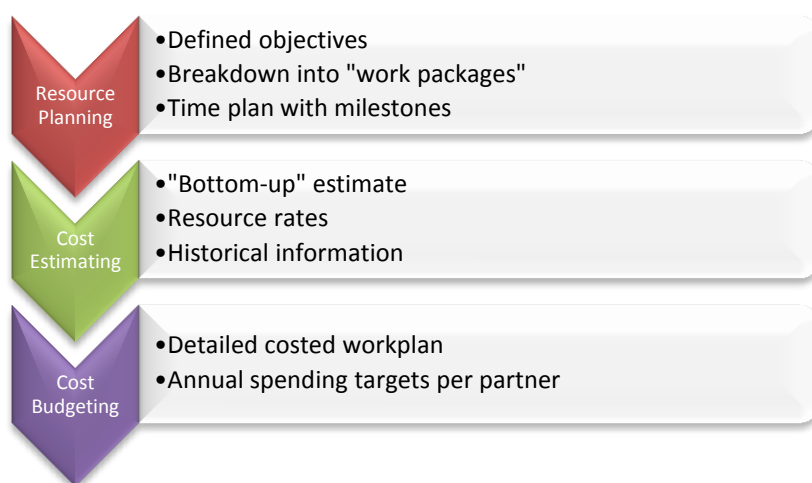 Resource
Planning
•Defined objectives
•Breakdown into "work packages"
•Time plan with milestones
Cost
Estimating
•"Bottom-up" estimate
•Resource rates
•Historical information
Cost
Budgeting
•Detailed costed workplan
•Annual spending targets per partner